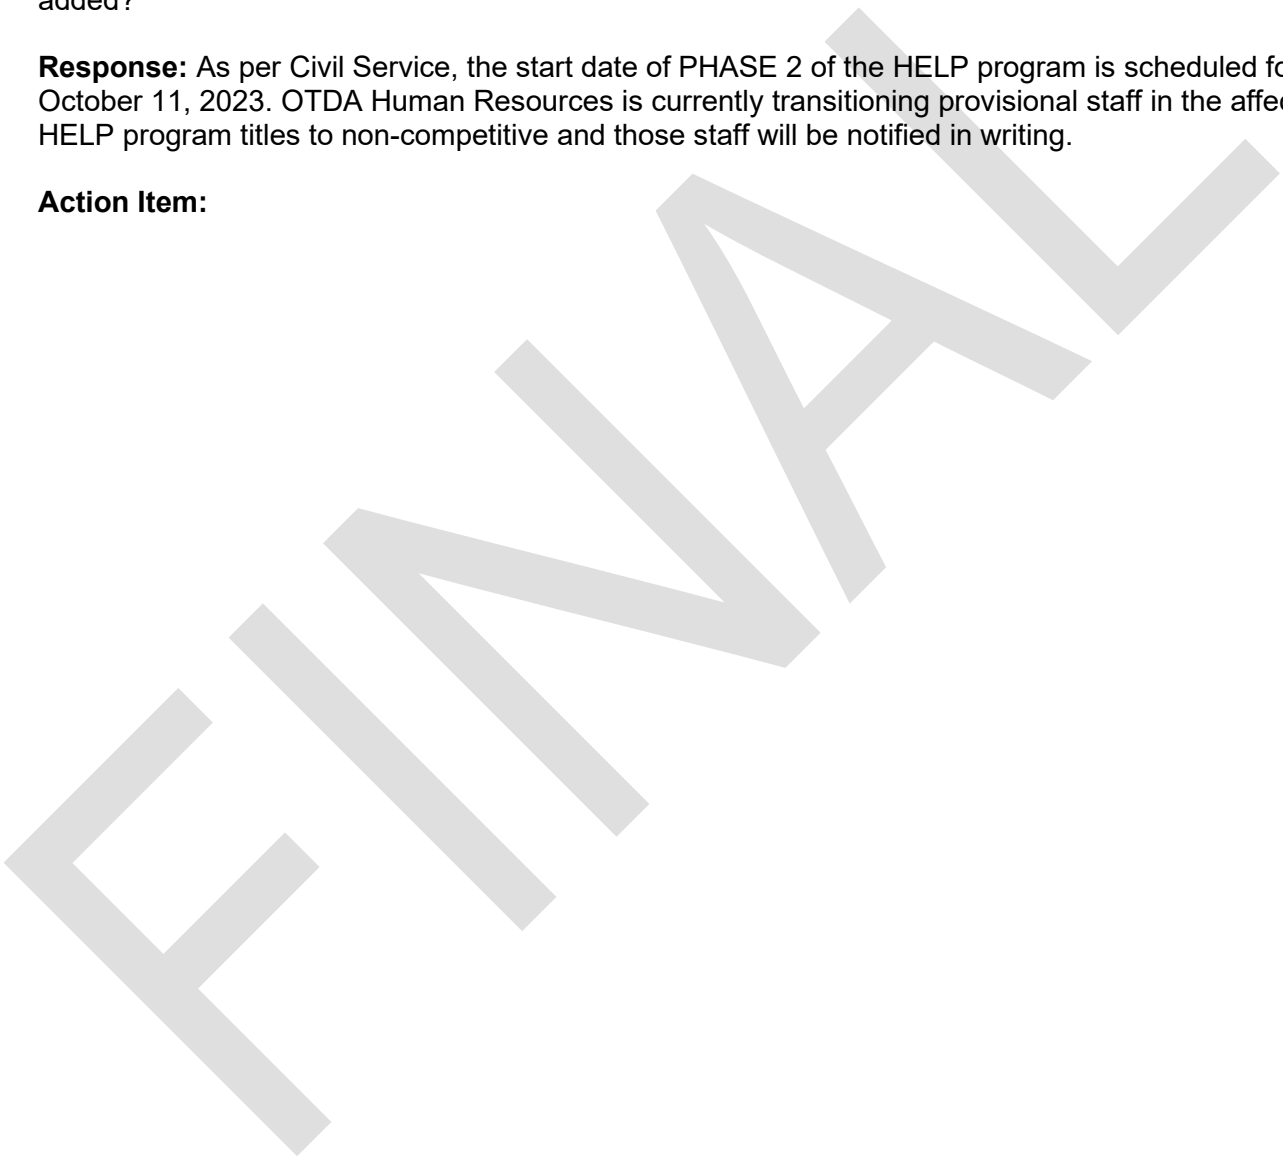 added?
Response: As per Civil Service, the start date of PHASE 2 of the HELP program is scheduled
October 11, 2023. OTDA Human Resources is currently transitioning provisional staff in the
HELP program titles to non-competitive and those staff will be notified in writing.
Action Item:
FINAL